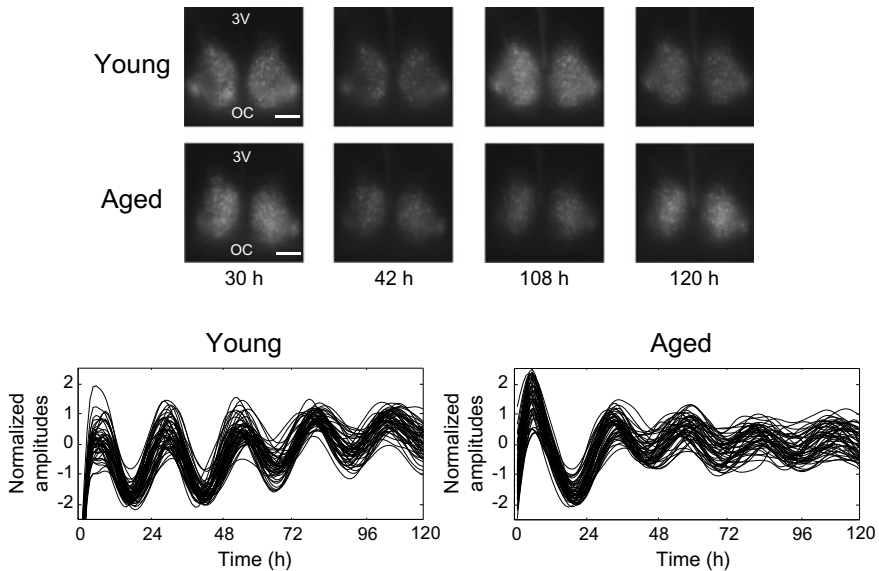 3V
Young
OC
3V
Aged
OC
30 h 42 h 108 h 120 h
Young Aged
Normalized amplitudes
2
1
0
-1
-2
0 24 48 72 96 120
Time (h)
Normalized amplitudes
2
1
0
-1
-2
0 24 48 72 96 120
Time (h)